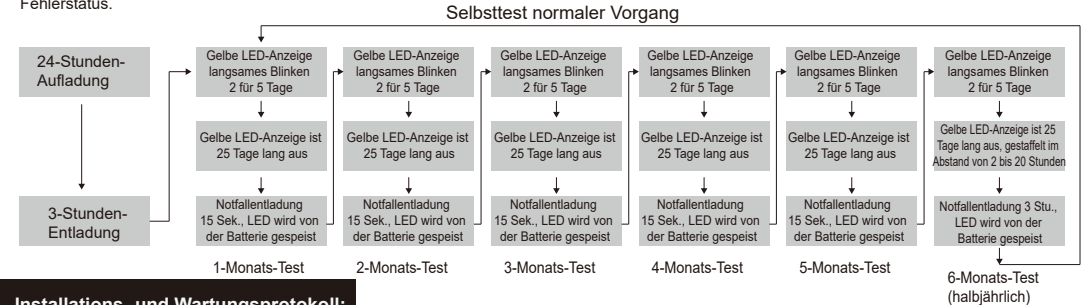 Fehlerstatus.
Selbsttest normaler Vorgang
24-Stunden-
Aufladung
3-Stunden-
Entladung
Gelbe LED-Anzeige
langsames Blinken
2 für 5 Tage
Gelbe LED-Anzeige ist
25 Tage lang aus
Notfallentladung
15 Sek., LED wird von
der Batterie gespeist
1-Monats-Test
Gelbe LED-Anzeige
langsames Blinken
2 für 5 Tage
Gelbe LED-Anzeige ist
25 Tage lang aus
Notfallentladung
15 Sek., LED wird von
der Batterie gespeist
2-Monats-Test
Gelbe LED-Anzeige
langsames Blinken
2 für 5 Tage
Gelbe LED-Anzeige ist
25 Tage lang aus
Notfallentladung
15 Sek., LED wird von
der Batterie gespeist
3-Monats-Test
Gelbe LED-Anzeige
langsames Blinken
2 für 5 Tage
Gelbe LED-Anzeige ist
25 Tage lang aus
Notfallentladung
15 Sek., LED wird von
der Batterie gespeist
4-Monats-Test
Gelbe LED-Anzeige
langsames Blinken
2 für 5 Tage
Gelbe LED-Anzeige ist
25 Tage lang aus
Notfallentladung
15 Sek., LED wird von
der Batterie gespeist
5-Monats-Test
Gelbe LED-Anzeige
langsames Blinken
2 für 5 Tage
Gelbe LED-Anzeige ist 25
Tage lang aus, gestaffelt im
Abstand von 2 bis 20 Stunden
Notfallentladung 3 Stu.,
LED wird von der
Batterie gespeist
6-Monats-Test
(halbjährlich)
Installations- und Wartungsprotokoll: